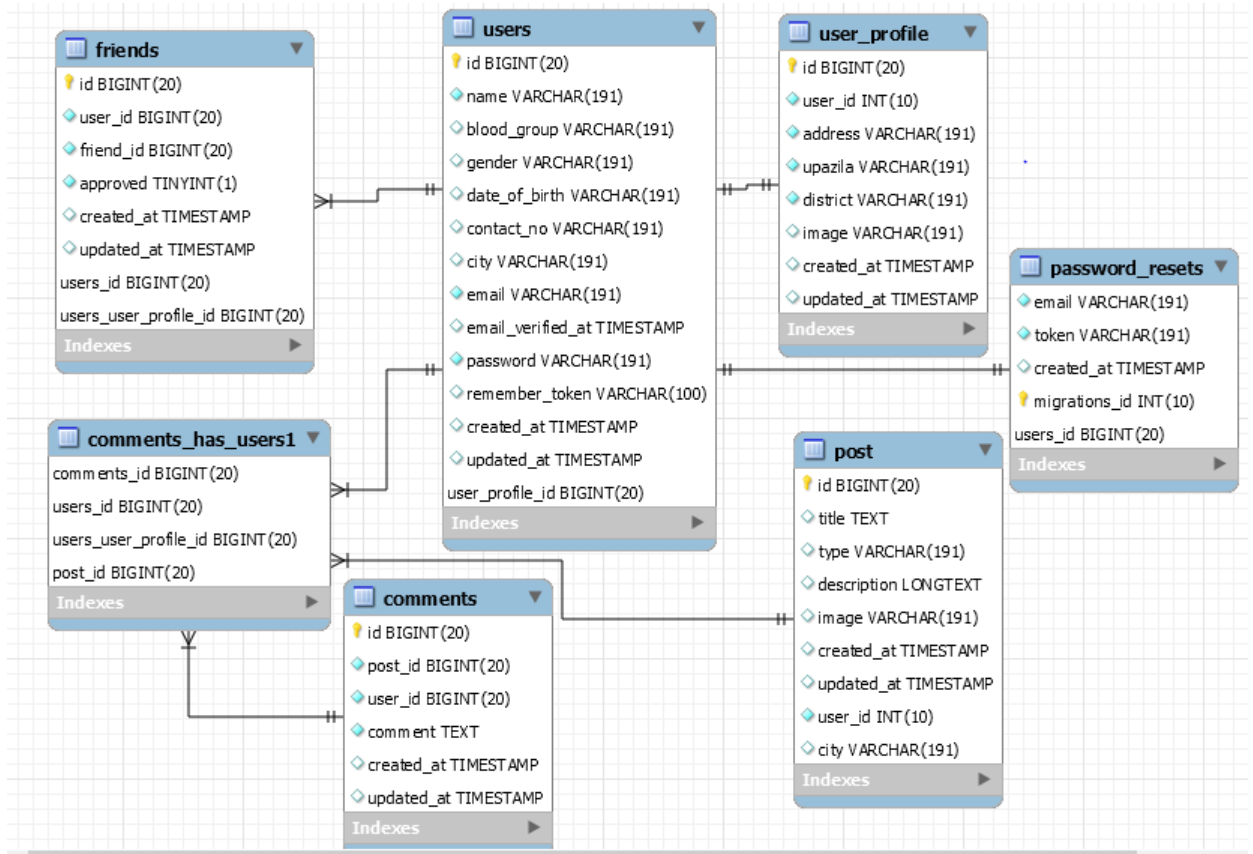 friends
id BIGINT(20)
user_id BIGINT(20)
friend_id BIGINT(20)
approved TINYINT(1)
created_at TIMESTAMP
updated_at TIMESTAMP
users_id BIGINT(20)
users_user_profile_id BIGINT(20)
Indexes
users
id BIGINT(20)
name VARCHAR(191)
blood_group VARCHAR(191)
gender VARCHAR(191)
date_of_birth VARCHAR(191)
contact_no VARCHAR(191)
city VARCHAR(191)
email VARCHAR(191)
email_verified_at TIMESTAMP
password VARCHAR(191)
remember_token VARCHAR(100)
created_at TIMESTAMP
updated_at TIMESTAMP
user_profile_id BIGINT(20)
Indexes
user_profile
id BIGINT(20)
user_id INT(10)
address VARCHAR(191)
upazila VARCHAR(191)
district VARCHAR(191)
image VARCHAR(191)
created_at TIMESTAMP
updated_at TIMESTAMP
Indexes
password_resets
email VARCHAR(191)
token VARCHAR(191)
created_at TIMESTAMP
migrations_id INT(10)
users_id BIGINT(20)
Indexes
comments_has_users1
comments_id BIGINT(20)
users_id BIGINT(20)
users_user_profile_id BIGINT(20)
post_id BIGINT(20)
Indexes
comments
id BIGINT(20)
post_id BIGINT(20)
user_id BIGINT(20)
comment TEXT
created_at TIMESTAMP
updated_at TIMESTAMP
Indexes
post
id BIGINT(20)
title TEXT
type VARCHAR(191)
description LONGTEXT
image VARCHAR(191)
created_at TIMESTAMP
updated_at TIMESTAMP
user_id INT(10)
city VARCHAR(191)
Indexes